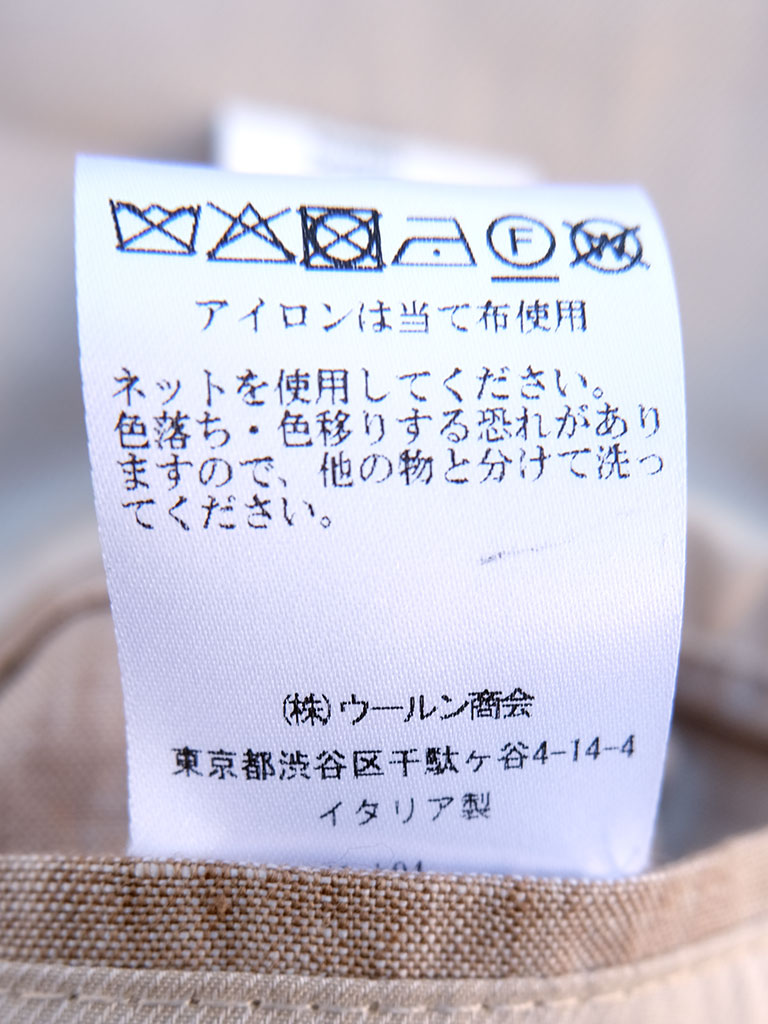 F W
アイロンは当て布使用
ネットを使用してください。
色落ち・色移りする恐れがあり
ますので、他の物と分けて洗っ
てください。
(株)ウールン商会
東京都渋谷区千駄ヶ谷4-14-4
イタリア製